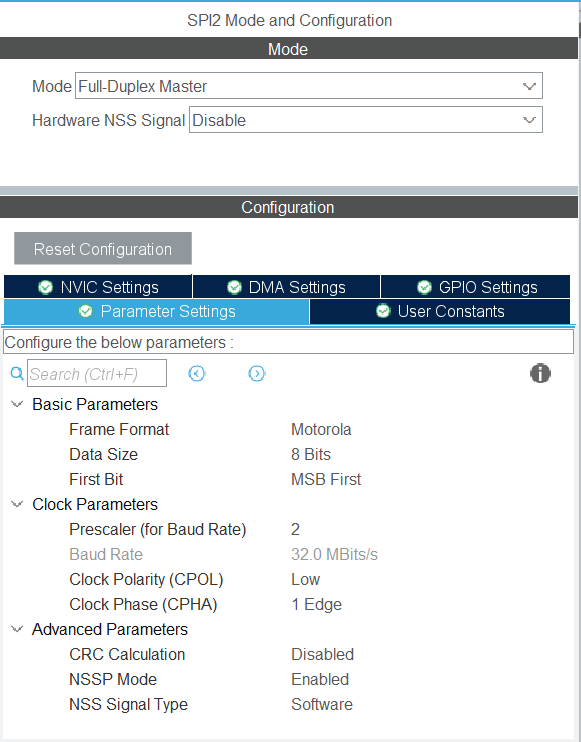 SPI2 Mode and Configuration
Mode
Mode Full-Duplex Master
Hardware NSS Signal Disable
Configuration
Reset Configuration
NVIC Settings DMA Settings GPIO Settings
Parameter Settings User Constants
Configure the below parameters :
Search (Ctrl+F)
Basic Parameters
Frame Format Motorola
Data Size 8 Bits
First Bit MSB First
Clock Parameters
Prescaler (for Baud Rate) 2
Baud Rate 32.0 MBits/s
Clock Polarity (CPOL) Low
Clock Phase (CPHA) 1 Edge
Advanced Parameters
CRC Calculation Disabled
NSSP Mode Enabled
NSS Signal Type Software